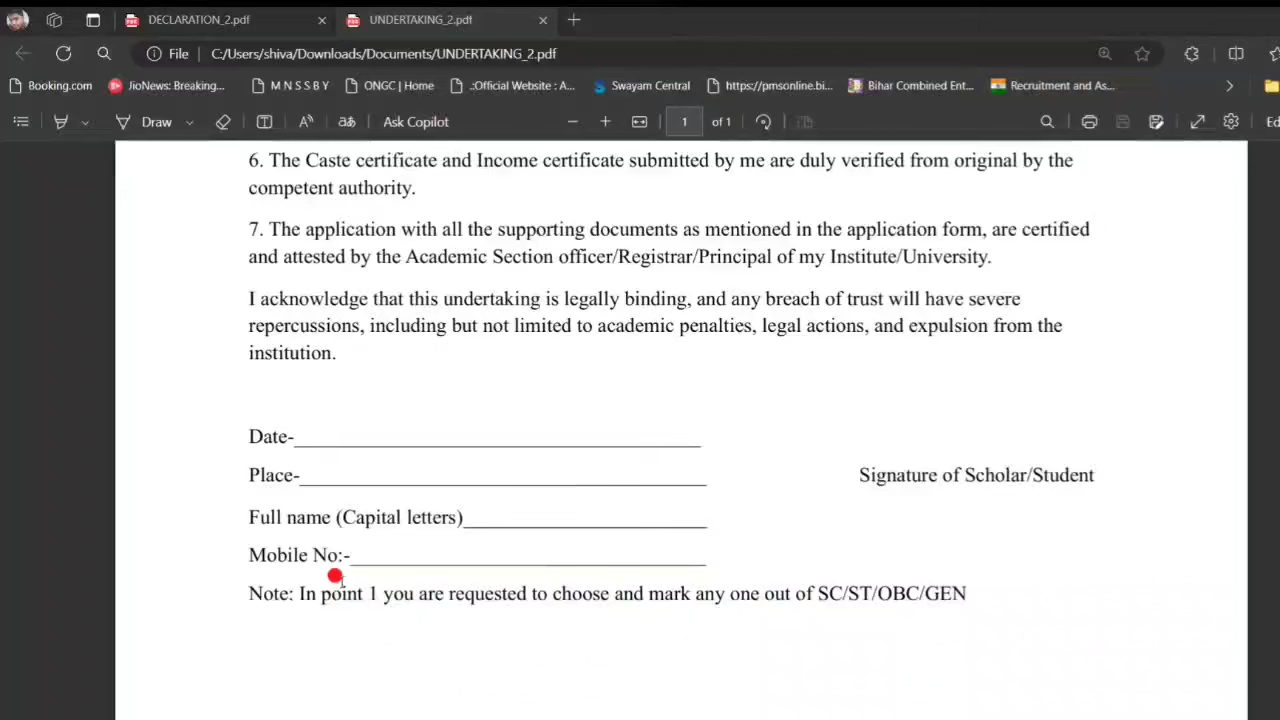 DECLARATION_2.pdf
UNDERTAKING_2.pdf
File C:/Users/shiva/Downloads/Documents/UNDERTAKING_2.pdf
Booking.com JioNews: Breaking... M N S S B Y ONGC | Home .:Official Website : A... Swayam Central https://pmsonline.bi... Bihar Combined Ent... Recruitment and As...
Draw Ask Copilot 1 of 1 Ed
6. The Caste certificate and Income certificate submitted by me are duly verified from original by the
competent authority.
7. The application with all the supporting documents as mentioned in the application form, are certified
and attested by the Academic Section officer/Registrar/Principal of my Institute/University.
I acknowledge that this undertaking is legally binding, and any breach of trust will have severe
repercussions, including but not limited to academic penalties, legal actions, and expulsion from the
institution.
Date-
Place- Signature of Scholar/Student
Full name (Capital letters)
Mobile No:-
Note: In point 1 you are requested to choose and mark any one out of SC/ST/OBC/GEN